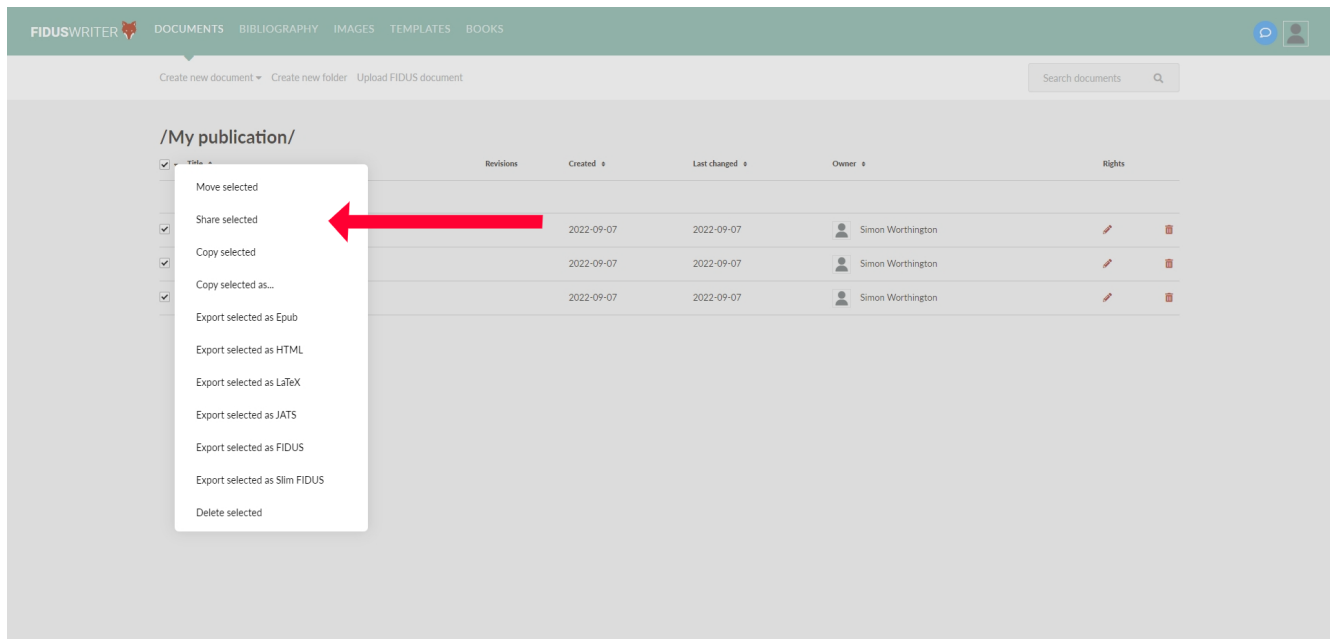 FIDUSWRITER DOCUMENTS BIBLIOGRAPHY IMAGES TEMPLATES BOOKS
Create new document Create new folder Upload FIDUS document Search documents
/My publication/
Title Revisions Created Last changed Owner Rights
Move selected
Share selected
2022-09-07 2022-09-07 Simon Worthington
Copy selected
2022-09-07 2022-09-07 Simon Worthington
Copy selected as...
2022-09-07 2022-09-07 Simon Worthington
Export selected as Epub
Export selected as HTML
Export selected as LaTeX
Export selected as JATS
Export selected as FIDUS
Export selected as Slim FIDUS
Delete selected